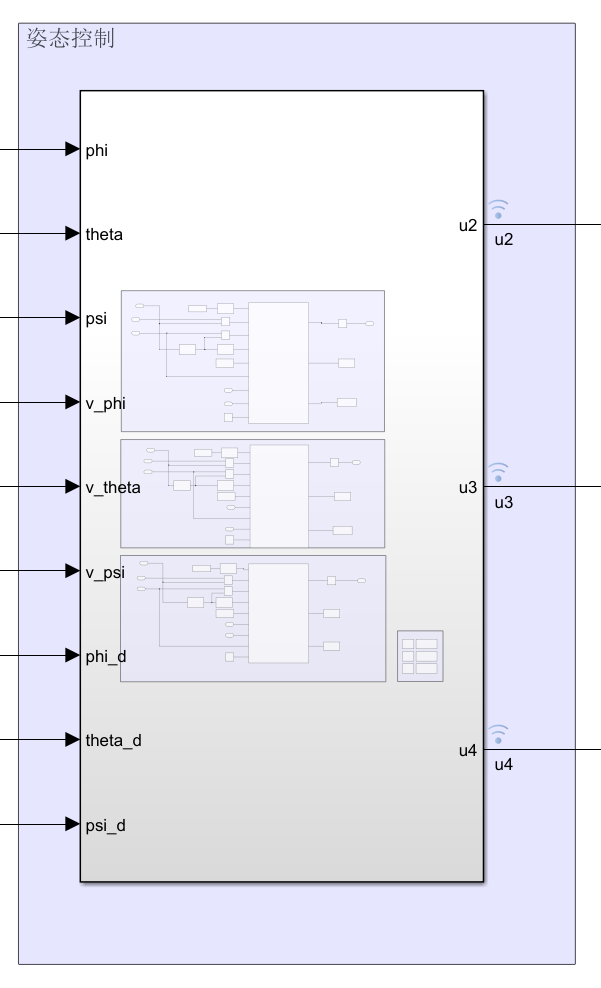 姿态控制
phi
theta
psi
v_phi
v_theta
v_psi
phi_d
theta_d
psi_d
u2
u2
u3
u3
u4
u4